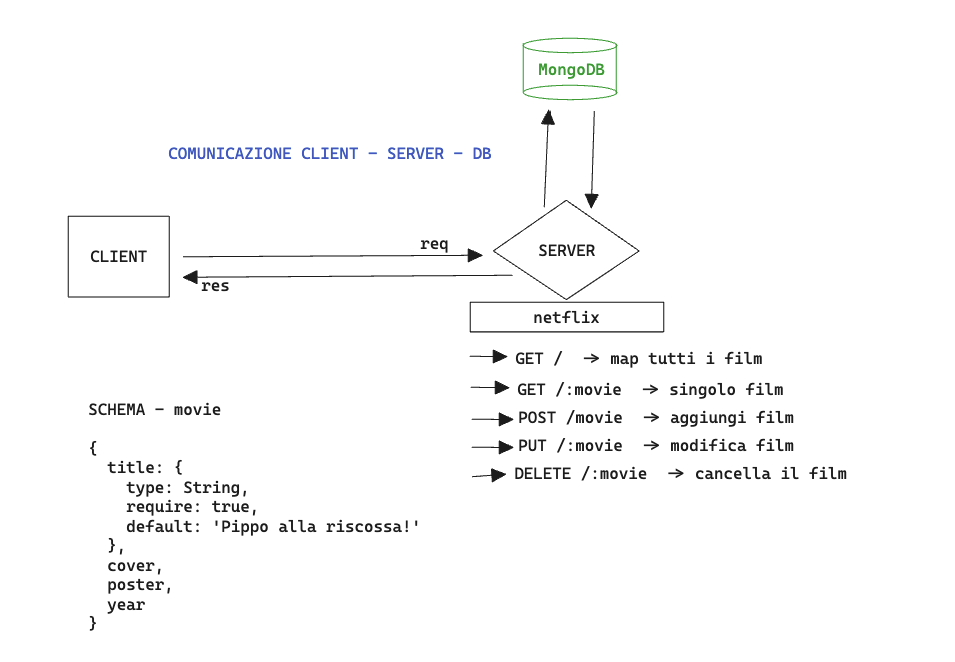 MongoDB
COMUNICAZIONE CLIENT - SERVER - DB
CLIENT
req
SERVER
res
netflix
GET / -> map tutti i film
GET /:movie -> singolo film
POST /movie -> aggiungi film
PUT /:movie -> modifica film
DELETE /:movie -> cancella il film
SCHEMA - movie
{
title: {
type: String,
require: true,
default: 'Pippo alla riscossa!'
},
cover,
poster,
year
}